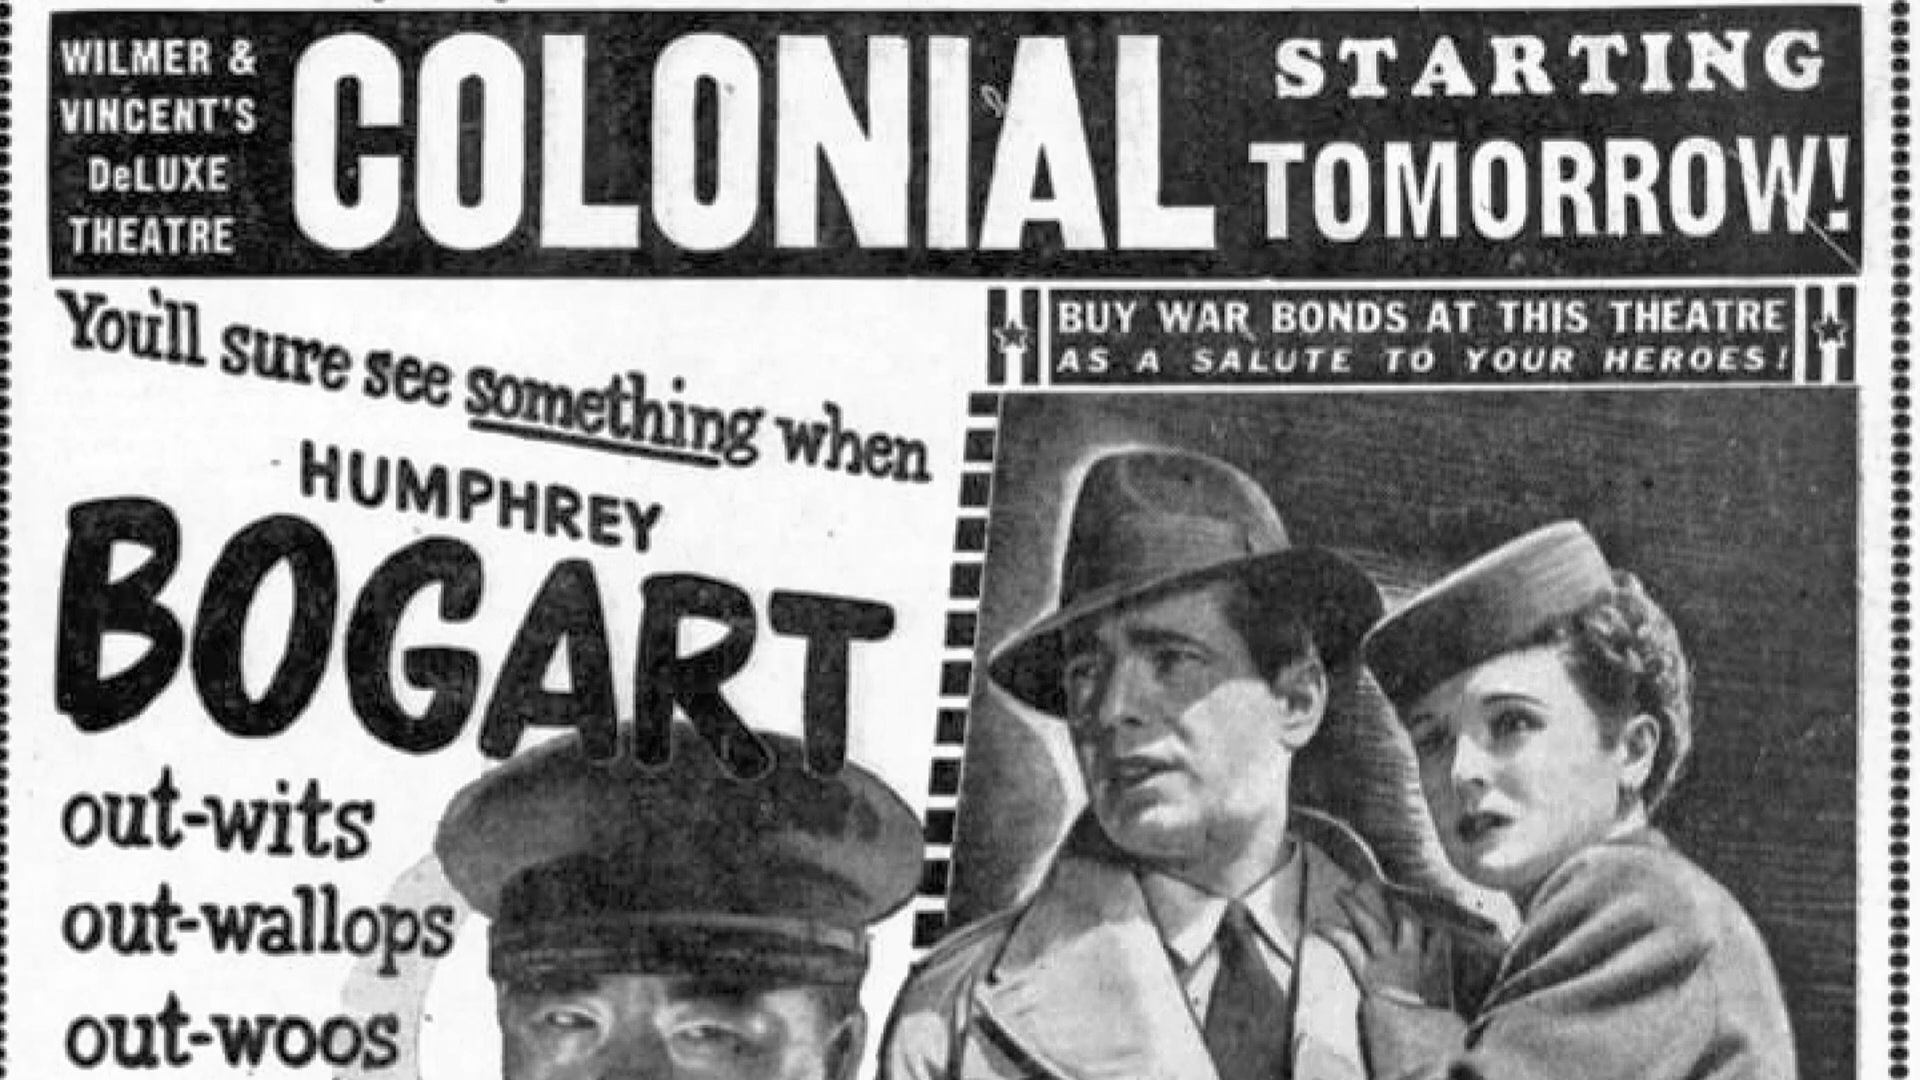 WILMER &
VINCENT'S
DeLUXE
THEATRE
COLONIAL
STARTING
TOMORROW!
BUY WAR BONDS AT THIS THEATRE
AS A SALUTE TO YOUR HEROES!
You'll sure see something when
HUMPHREY
BOGART
out-wits
out-wallops
out-woos